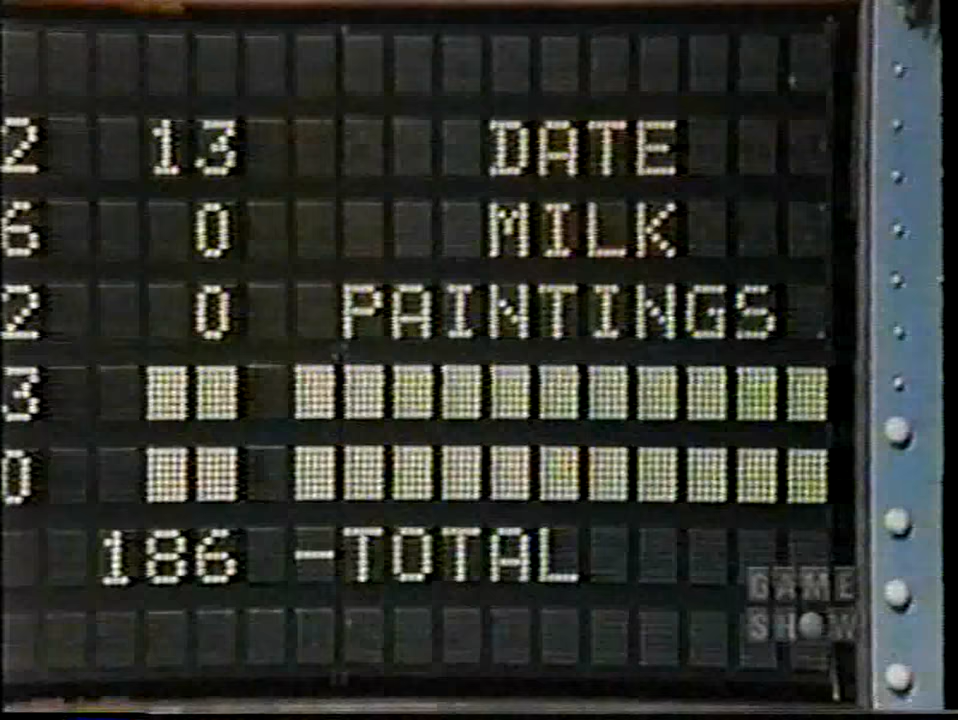 2 13 DATE
6 0 MILK
2 0 PAINTINGS
3
0
186 -TOTAL
GAME
SHOW